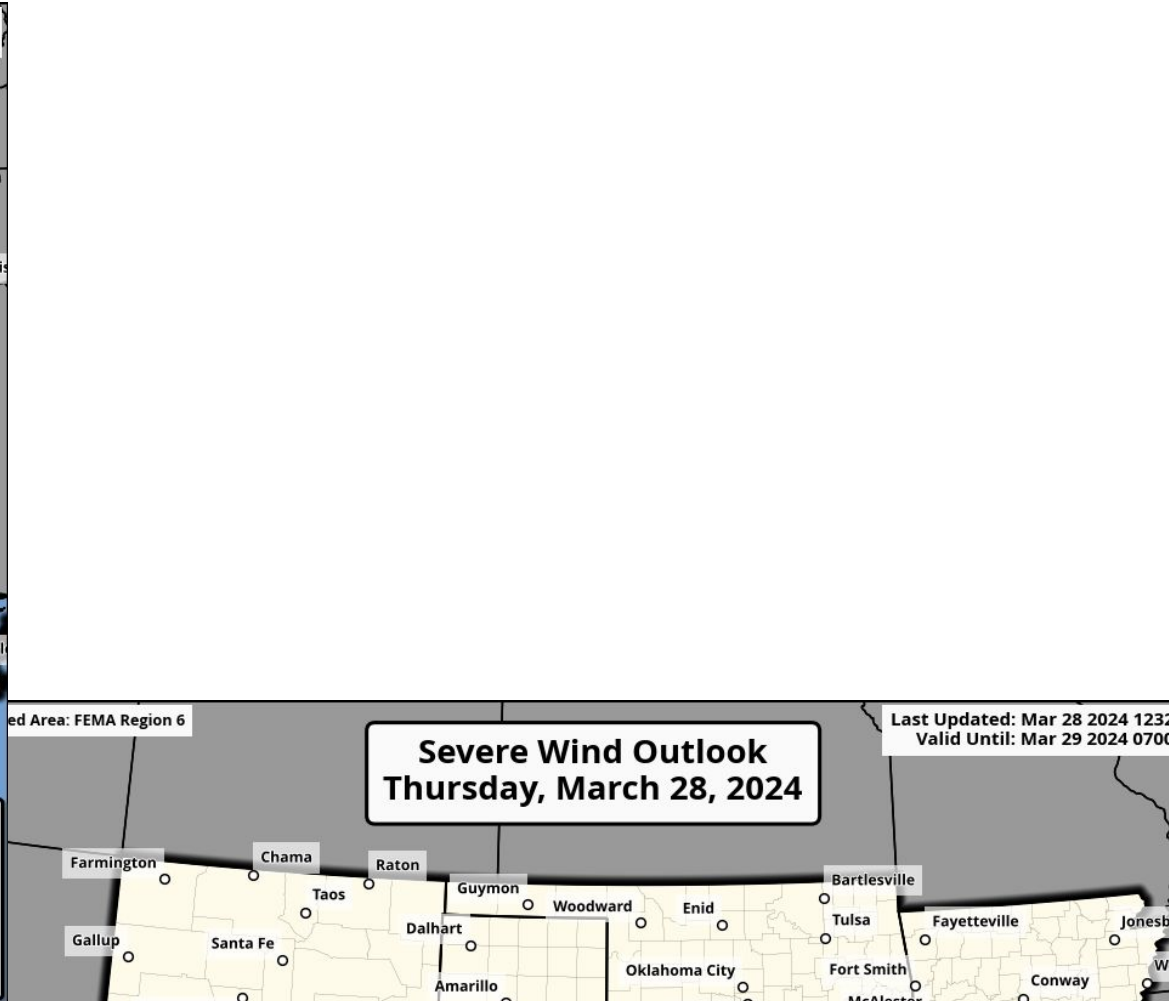 ed Area: FEMA Region 6
Severe Wind Outlook
Thursday, March 28, 2024
Last Updated: Mar 28 2024 1232
Valid Until: Mar 29 2024 0700
Farmington
Chama
Raton
Taos
Guymon
Woodward
Enid
Bartlesville
Dalhart
Tulsa
Fayetteville
Jonesb
Gallup
Santa Fe
Oklahoma City
Fort Smith
W
Amarillo
Conway
McAlester